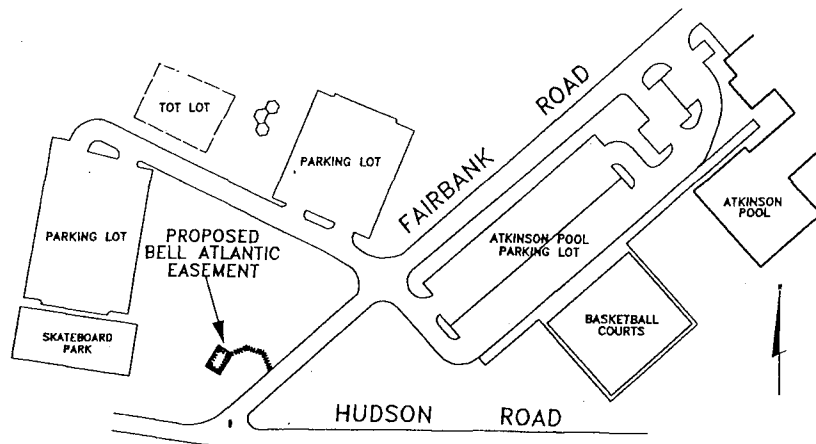 TOT LOT
PARKING LOT
FAIRBANK ROAD
PARKING LOT
PROPOSED
BELL ATLANTIC
EASEMENT
ATKINSON POOL
PARKING LOT
ATKINSON
POOL
SKATEBOARD
PARK
BASKETBALL
COURTS
HUDSON ROAD